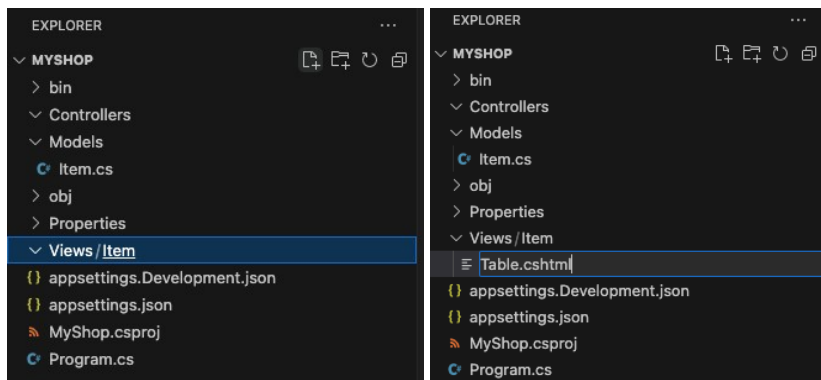 EXPLORER
MYSHOP
bin
Controllers
Models
C# Item.cs
obj
Properties
Views / Item
{} appsettings.Development.json
{} appsettings.json
MyShop.csproj
C# Program.cs
EXPLORER
MYSHOP
bin
Controllers
Models
C# Item.cs
obj
Properties
Views / Item
Table.cshtml
{} appsettings.Development.json
{} appsettings.json
MyShop.csproj
C# Program.cs